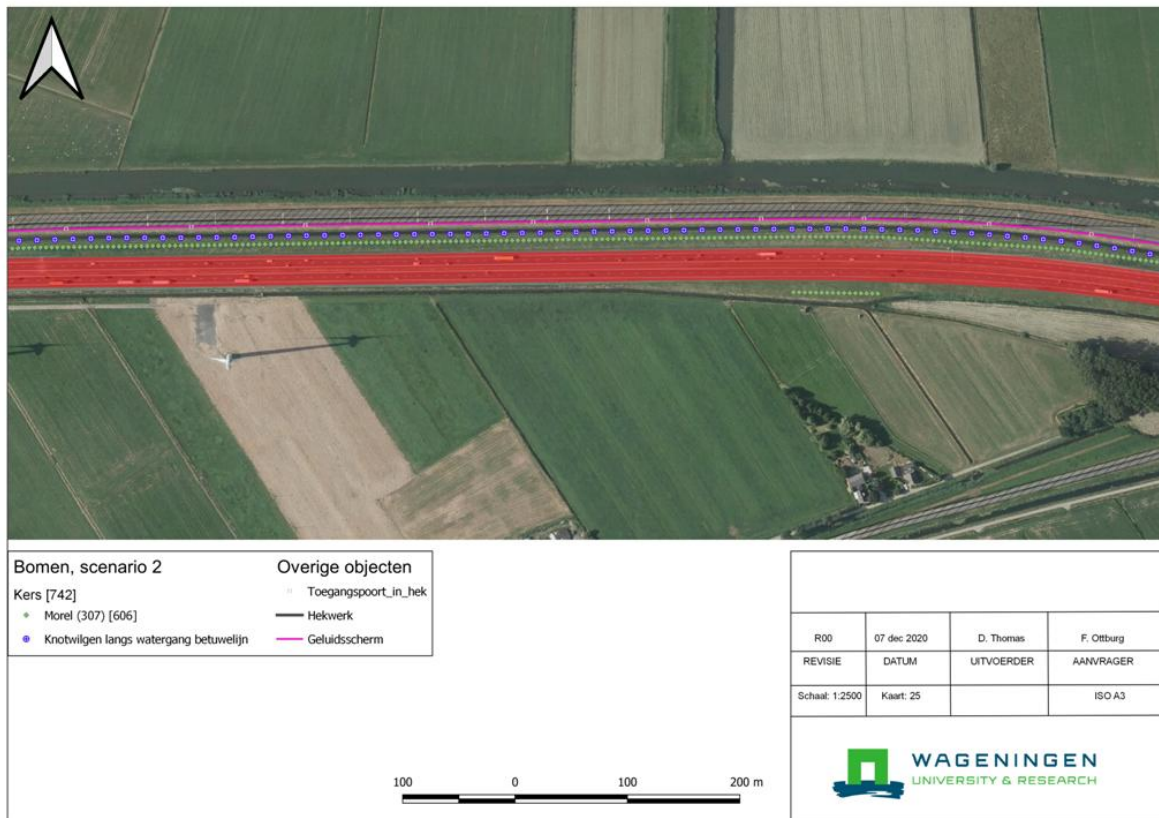 Bomen, scenario 2
Kers [742]
Morel (307) [606]
Knotwilgen langs watergang betuwelijn
Overige objecten
Toegangspoort_in_hek
Hekwerk
Geluidsscherm
R00 07 dec 2020 D. Thomas F. Ottburg
REVISIE DATUM UITVOERDER AANVRAGER
Schaal: 1:2500 Kaart: 25 ISO A3
WAGENINGEN
UNIVERSITY & RESEARCH
100 0 100 200 m